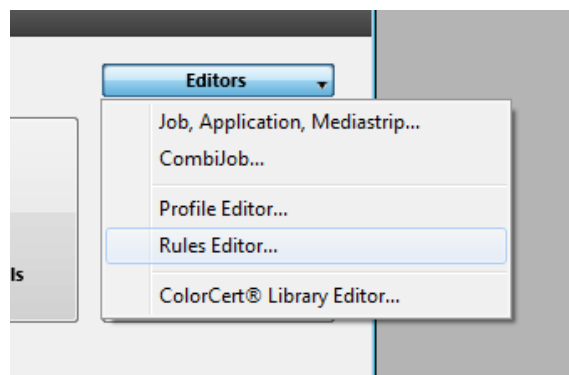 Editors
Job, Application, Mediastrip...
CombiJob...
Profile Editor...
Rules Editor...
ls
ColorCert® Library Editor...